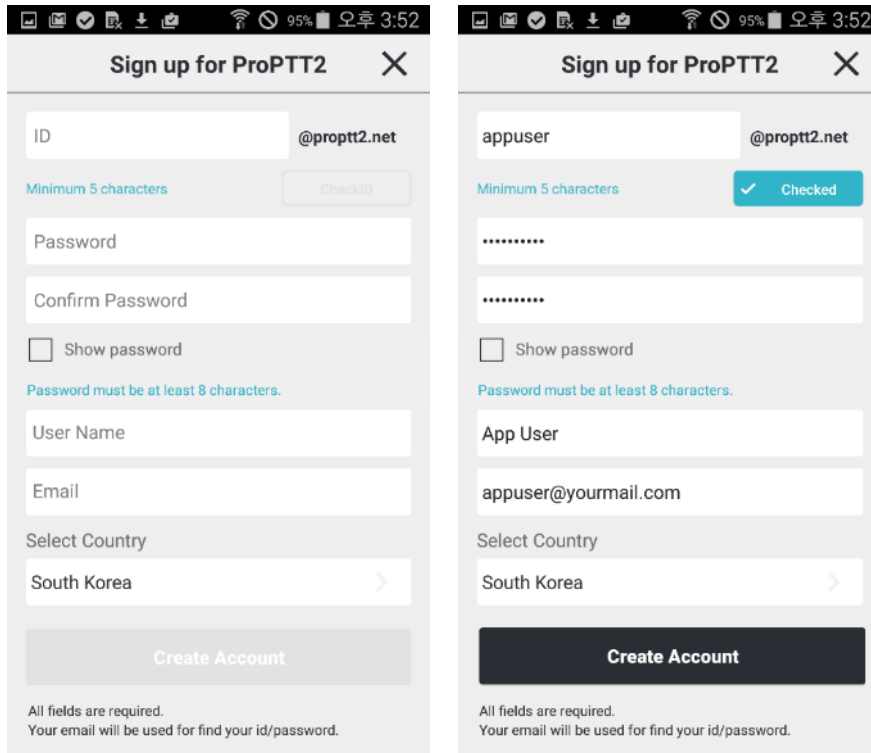 95% 오후 3:52
Sign up for ProPTT2
ID @proptt2.net
Minimum 5 characters CheckID
Password
Confirm Password
Show password
Password must be at least 8 characters.
User Name
Email
Select Country
South Korea
Create Account
All fields are required.
Your email will be used for find your id/password.
95% 오후 3:52
Sign up for ProPTT2
appuser @proptt2.net
Minimum 5 characters Checked
••••••••••
••••••••••
Show password
Password must be at least 8 characters.
App User
appuser@yourmail.com
Select Country
South Korea
Create Account
All fields are required.
Your email will be used for find your id/password.